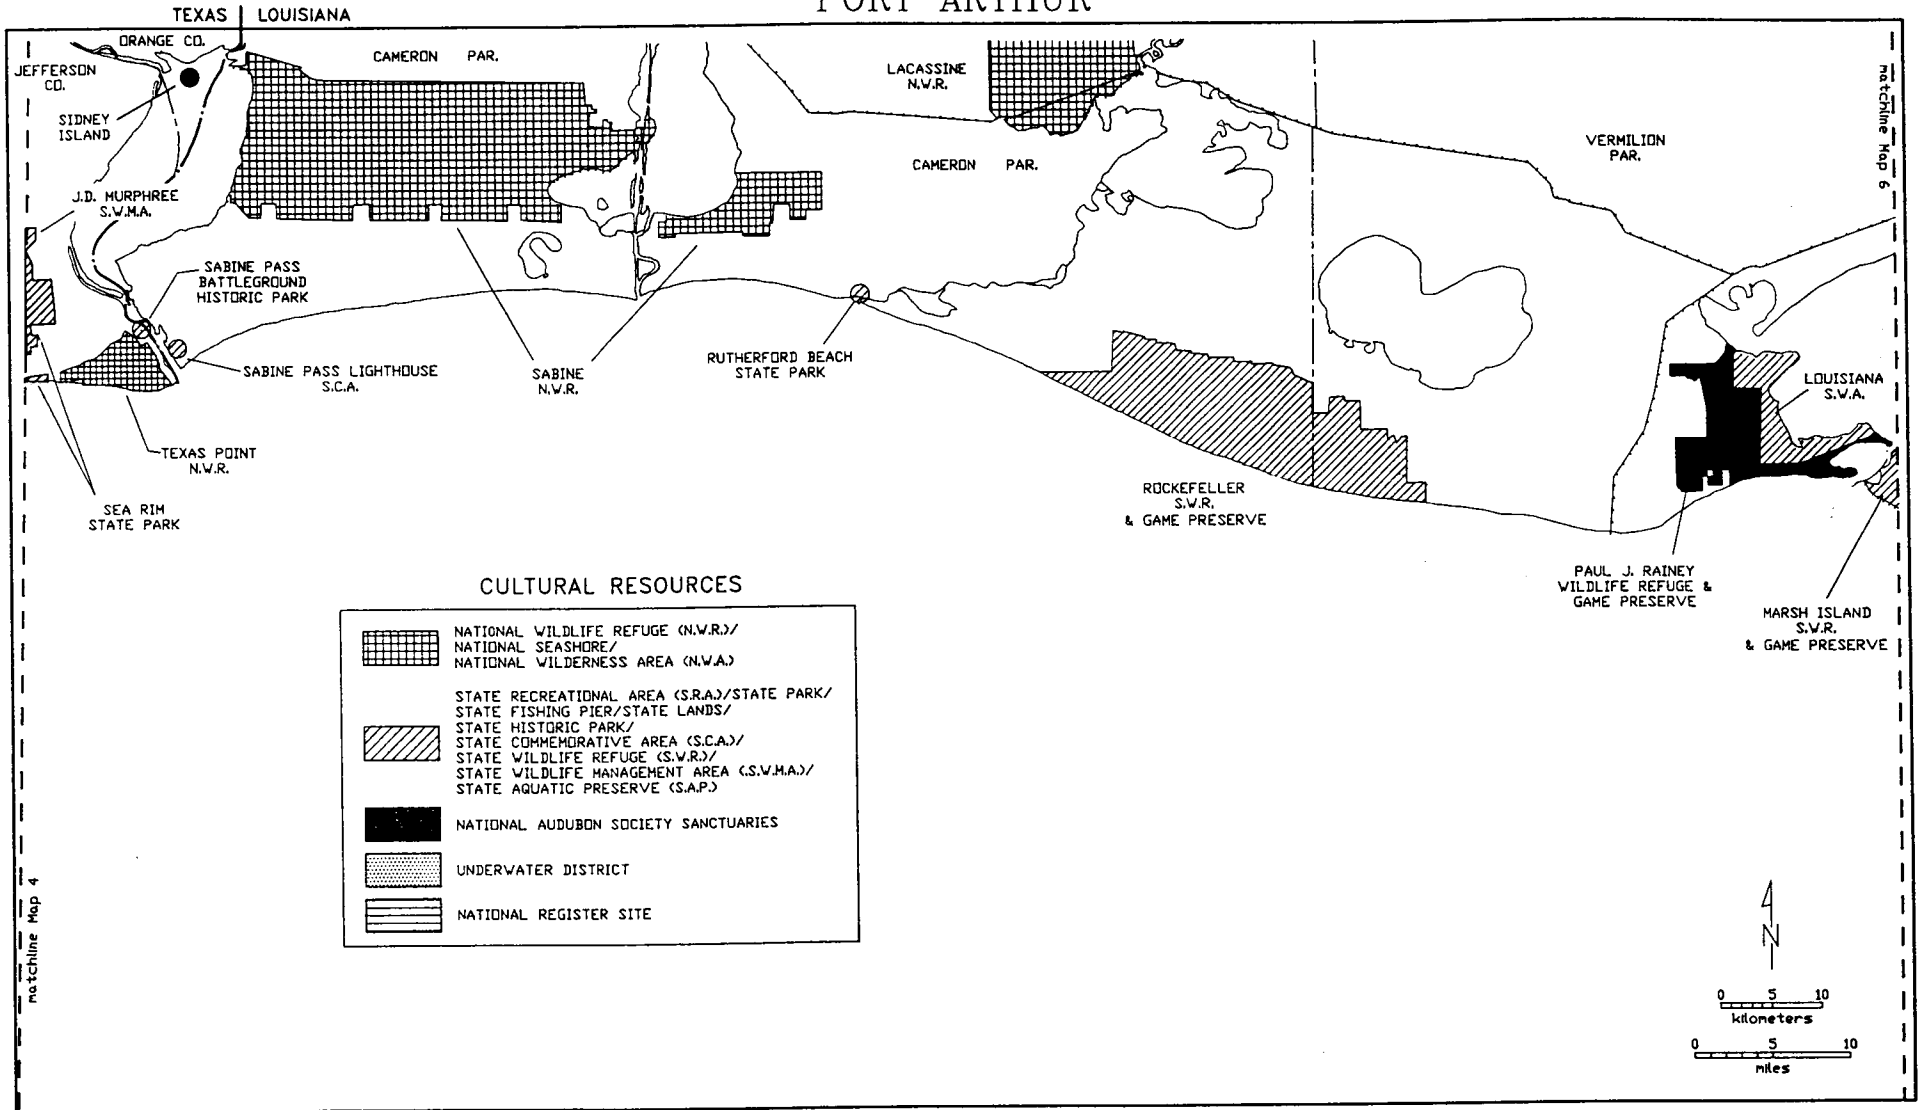 PORT ARTHUR
TEXAS LOUISIANA
ORANGE CO.
JEFFERSON
CO.
SIDNEY
ISLAND
CAMERON PAR.
LACASSINE
N.W.R.
CAMERON PAR.
VERMILION
PAR.
matchline Map 6
J.D. MURPHREE
S.W.M.A.
SABINE PASS
BATTLEGROUND
HISTORIC PARK
SABINE PASS LIGHTHOUSE
S.C.A.
SABINE
N.W.R.
RUTHERFORD BEACH
STATE PARK
TEXAS POINT
N.W.R.
SEA RIM
STATE PARK
ROCKEFELLER
S.W.R.
& GAME PRESERVE
LOUISIANA
S.W.A.
PAUL J. RAINEY
WILDLIFE REFUGE &
GAME PRESERVE
MARSH ISLAND
S.W.R.
& GAME PRESERVE
CULTURAL RESOURCES
NATIONAL WILDLIFE REFUGE (N.W.R.)/
NATIONAL SEASHORE/
NATIONAL WILDERNESS AREA (N.W.A.)
STATE RECREATIONAL AREA (S.R.A.)/STATE PARK/
STATE FISHING PIER/STATE LANDS/
STATE HISTORIC PARK/
STATE COMMEMORATIVE AREA (S.C.A.)/
STATE WILDLIFE REFUGE (S.W.R.)/
STATE WILDLIFE MANAGEMENT AREA (.S.W.M.A.)/
STATE AQUATIC PRESERVE (S.A.P.)
NATIONAL AUDUBON SOCIETY SANCTUARIES
UNDERWATER DISTRICT
NATIONAL REGISTER SITE
matchline Map 4
N
0 5 10
kilometers
0 5 10
miles